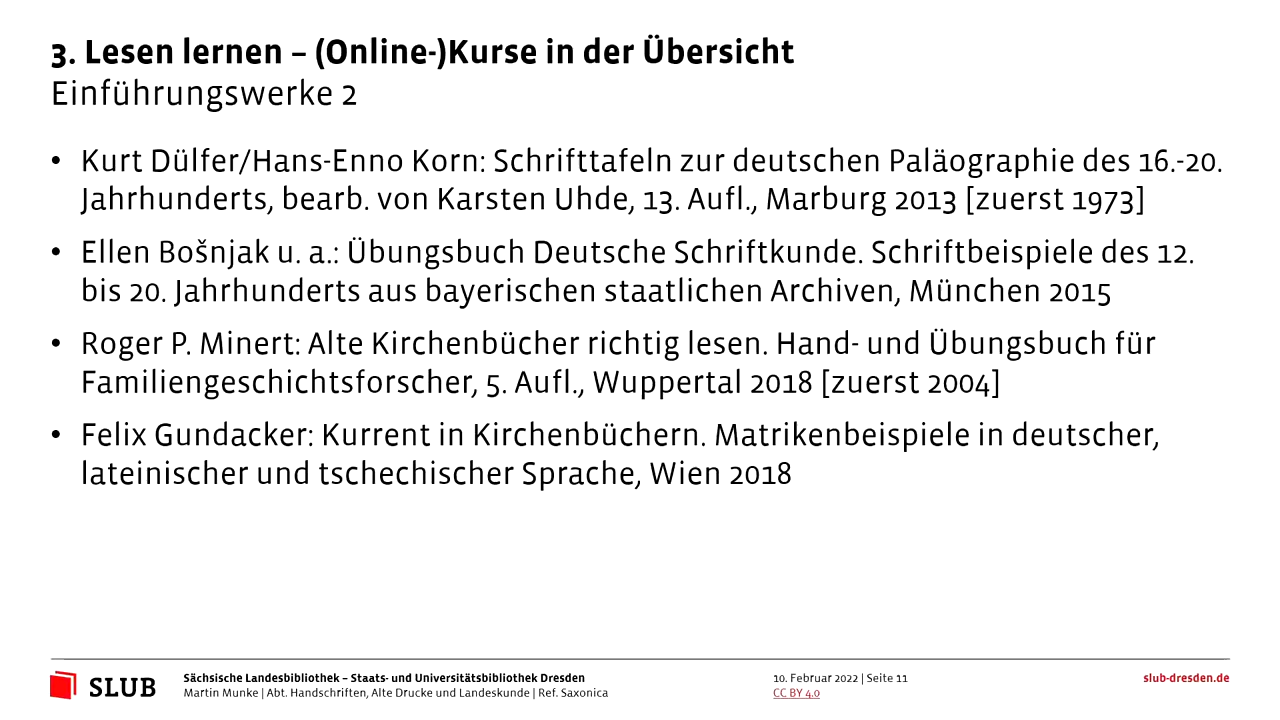 3. Lesen lernen – (Online-)Kurse in der Übersicht
Einführungswerke 2
• Kurt Dülfer/Hans-Enno Korn: Schrifttafeln zur deutschen Paläographie des 16.-20.
Jahrhunderts, bearb. von Karsten Uhde, 13. Aufl., Marburg 2013 [zuerst 1973]
• Ellen Bošnjak u. a.: Übungsbuch Deutsche Schriftkunde. Schriftbeispiele des 12.
bis 20. Jahrhunderts aus bayerischen staatlichen Archiven, München 2015
• Roger P. Minert: Alte Kirchenbücher richtig lesen. Hand- und Übungsbuch für
Familiengeschichtsforscher, 5. Aufl., Wuppertal 2018 [zuerst 2004]
• Felix Gundacker: Kurrent in Kirchenbüchern. Matrikenbeispiele in deutscher,
lateinischer und tschechischer Sprache, Wien 2018
SLUB
Sächsische Landesbibliothek – Staats- und Universitätsbibliothek Dresden
Martin Munke | Abt. Handschriften, Alte Drucke und Landeskunde | Ref. Saxonica
10. Februar 2022 | Seite 11
CC BY 4.0
slub-dresden.de